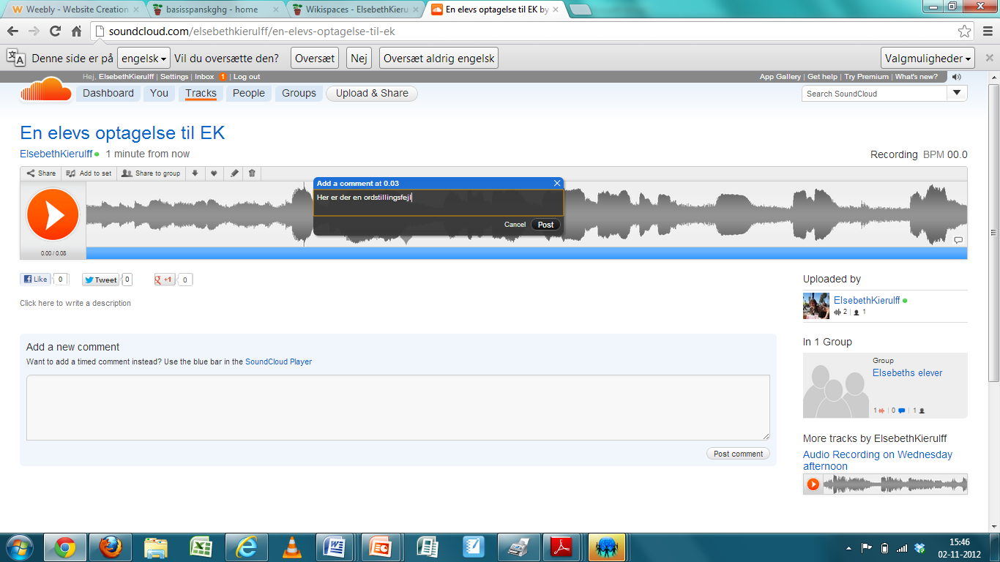 Weebly - Website Creation
basisspanskghg - home
Wikispaces - ElsebethKieru
En elevs optagelse til EK by
soundcloud.com/elsebethkierulff/en-elevs-optagelse-til-ek
Denne side er på engelsk Vil du oversætte den? Oversæt Nej Oversæt aldrig engelsk Valgmuligheder
Hej, ElsebethKierulff | Settings | Inbox 1 | Log out
App Gallery | Get help | Try Premium | What's new?
Dashboard You Tracks People Groups Upload & Share
Search SoundCloud
En elevs optagelse til EK
ElsebethKierulff 1 minute from now
Recording BPM 00.0
Share Add to set Share to group
Add a comment at 0.03
Her er der en ordstillingsfejl
Cancel Post
0.00 / 0.08
Like 0 Tweet 0 +1 0
Click here to write a description
Add a new comment
Want to add a timed comment instead? Use the blue bar in the SoundCloud Player
Post comment
Uploaded by
ElsebethKierulff
2 | 1
In 1 Group
Group
Elsebeths elever
1 | 0 | 1
More tracks by ElsebethKierulff
Audio Recording on Wednesday
afternoon
15:46
02-11-2012